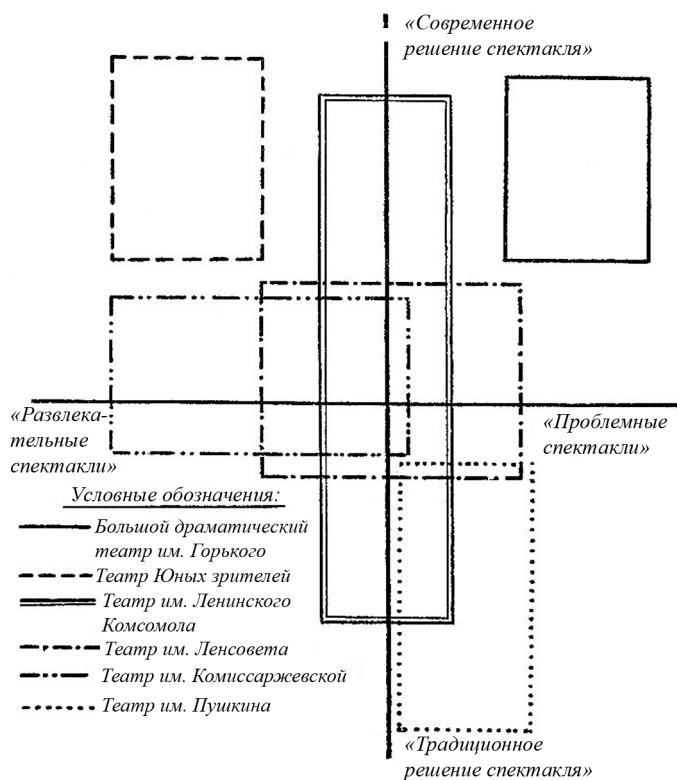 «Современное
решение спектакля»
«Развлека-
тельные
спектакли»
«Проблемные
спектакли»
Условные обозначения:
Большой драматический
театр им. Горького
Театр Юных зрителей
Театр им. Ленинского
Комсомола
Театр им. Ленсовета
Театр им. Комиссаржевской
Театр им. Пушкина
«Традиционное
решение спектакля»